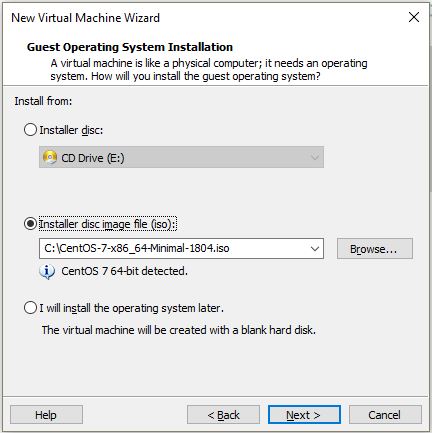 New Virtual Machine Wizard
Guest Operating System Installation
A virtual machine is like a physical computer; it needs an operating
system. How will you install the guest operating system?
Install from:
Installer disc:
CD Drive (E:)
Installer disc image file (iso):
C:\CentOS-7-x86_64-Minimal-1804.iso
Browse...
CentOS 7 64-bit detected.
I will install the operating system later.
The virtual machine will be created with a blank hard disk.
Help
< Back
Next >
Cancel